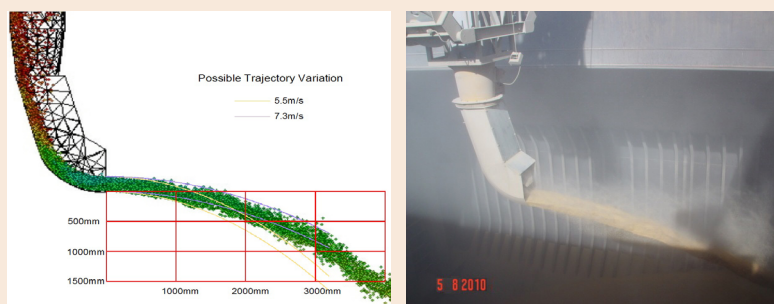 Possible Trajectory Variation
5.5m/s
7.3m/s
500mm
1000mm
1500mm
1000mm
2000mm
3000mm
5 8 2010